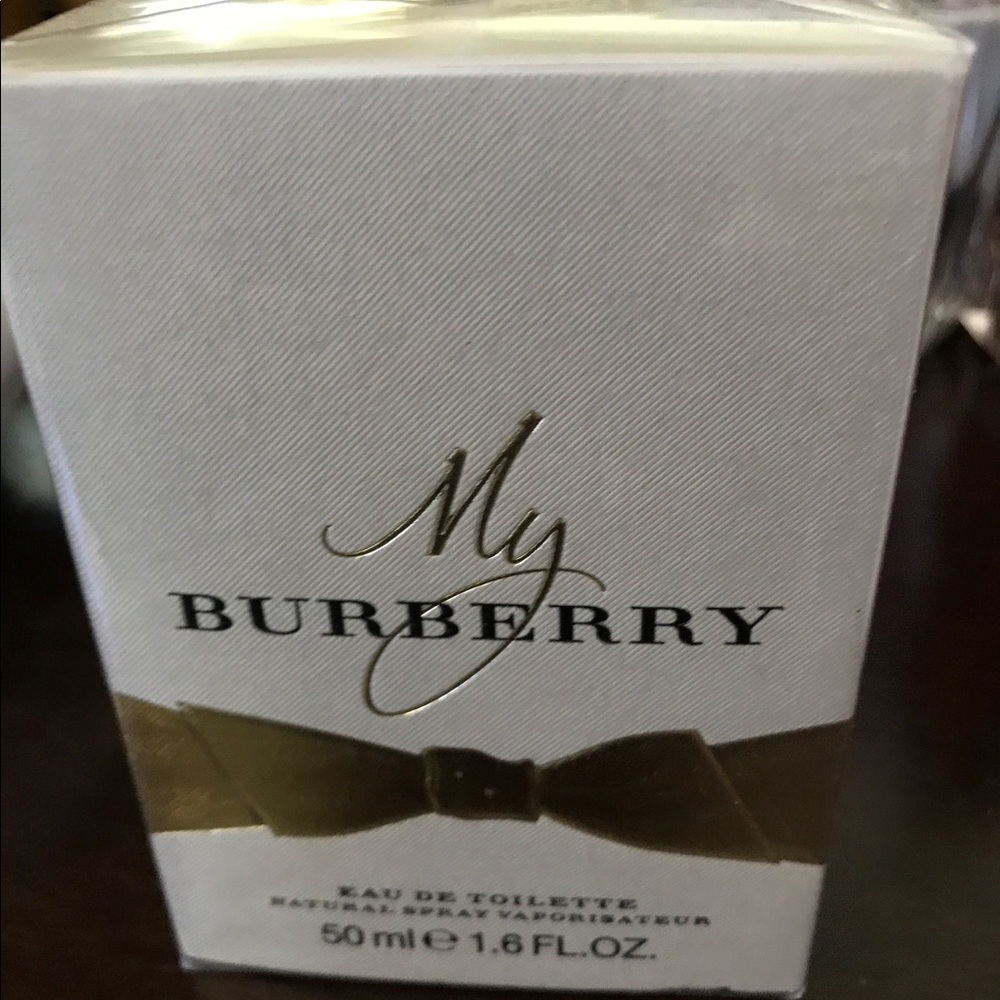 My
BURBERRY
EAU DE TOILETTE
NATURAL SPRAY VAPORISATEUR
50 ml ℮ 1.6 FL.OZ.